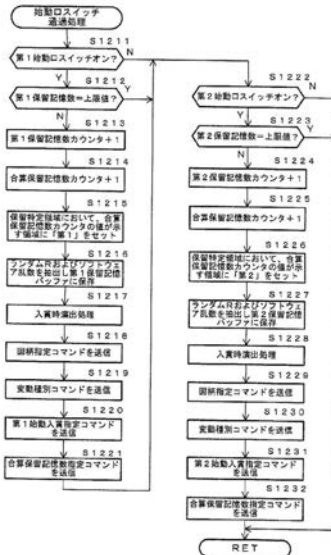 始動口スイッチ
通過処理
S1211
第1始動口スイッチオン?
N
Y
S1212
第1保留記憶数=上限値?
Y
N
S1213
第1保留記憶数カウンタ+1
S1214
合算保留記憶数カウンタ+1
S1215
保留特定領域において、合算
保留記憶数カウンタの値が示
す領域に「第1」をセット
S1216
ランダムRおよびソフトウェ
ア乱数を抽出し第1保留記憶
バッファに保存
S1217
入賞時演出処理
S1218
図柄指定コマンドを送信
S1219
変動種別コマンドを送信
S1220
第1始動入賞指定コマンド
を送信
S1221
合算保留記憶数指定コマンド
を送信
S1222
第2始動口スイッチオン?
N
Y
S1223
第2保留記憶数=上限値?
Y
N
S1224
第2保留記憶数カウンタ+1
S1225
合算保留記憶数カウンタ+1
S1226
保留特定領域において、合算
保留記憶数カウンタの値が示
す領域に「第2」をセット
S1227
ランダムRおよびソフトウェ
ア乱数を抽出し第2保留記憶
バッファに保存
S1228
入賞時演出処理
S1229
図柄指定コマンドを送信
S1230
変動種別コマンドを送信
S1231
第2始動入賞指定コマンド
を送信
S1232
合算保留記憶数指定コマンド
を送信
RET